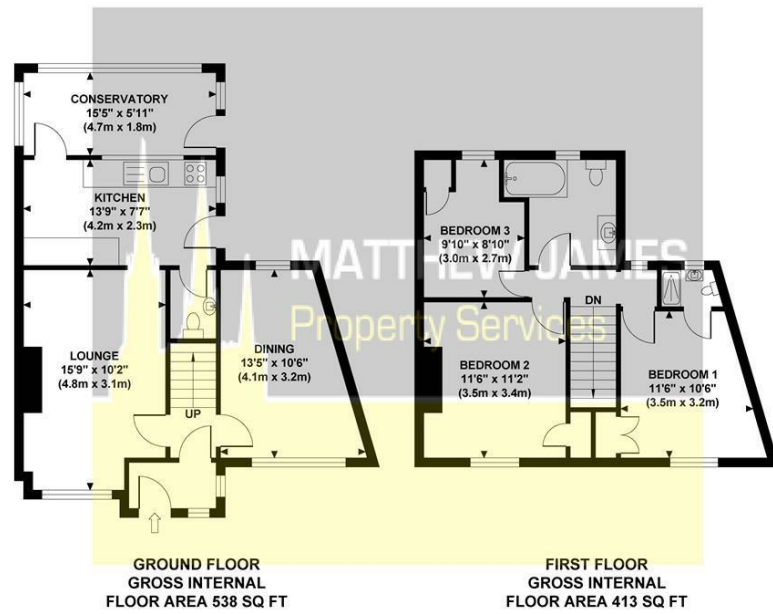 CONSERVATORY
15'5" x 5'11"
(4.7m x 1.8m)
KITCHEN
13'9" x 7'7"
(4.2m x 2.3m)
LOUNGE
15'9" x 10'2"
(4.8m x 3.1m)
UP
DINING
13'5" x 10'6"
(4.1m x 3.2m)
BEDROOM 3
9'10" x 8'10"
(3.0m x 2.7m)
MATTHEW JAMES
Property Services
DN
BEDROOM 2
11'6" x 11'2"
(3.5m x 3.4m)
BEDROOM 1
11'6" x 10'6"
(3.5m x 3.2m)
GROUND FLOOR
GROSS INTERNAL
FLOOR AREA 538 SQ FT
FIRST FLOOR
GROSS INTERNAL
FLOOR AREA 413 SQ FT